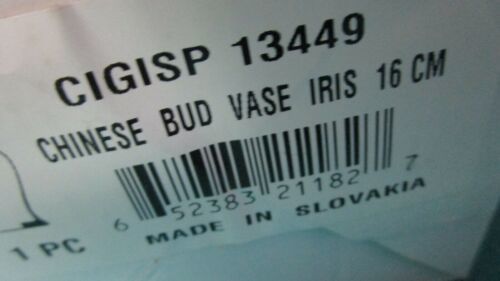 CIGISP 13449
CHINESE BUD VASE IRIS 16 CM
6 52383 21182 7
1 PC MADE IN SLOVAKIA